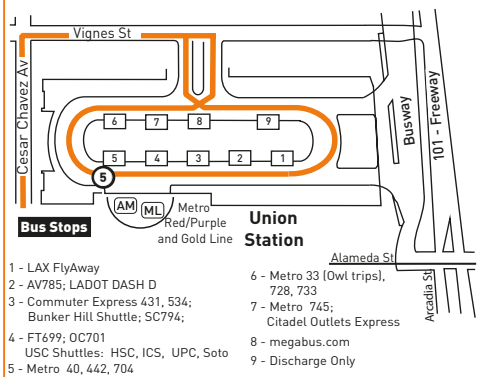 Vignes St
Cesar Chavez Av
6 7 8 9
5 4 3 2 1
5
AM ML
Metro
Red/Purple
and Gold Line
Union
Station
Busway
101 - Freeway
Alameda St
Arcadia St
Bus Stops
1 - LAX FlyAway
2 - AV785; LADOT DASH D
3 - Commuter Express 431, 534;
Bunker Hill Shuttle; SC794;
4 - FT699; OC701
USC Shuttles: HSC, ICS, UPC, Soto
5 - Metro 40, 442, 704
6 - Metro 33 (Owl trips),
728, 733
7 - Metro 745;
Citadel Outlets Express
8 - megabus.com
9 - Discharge Only